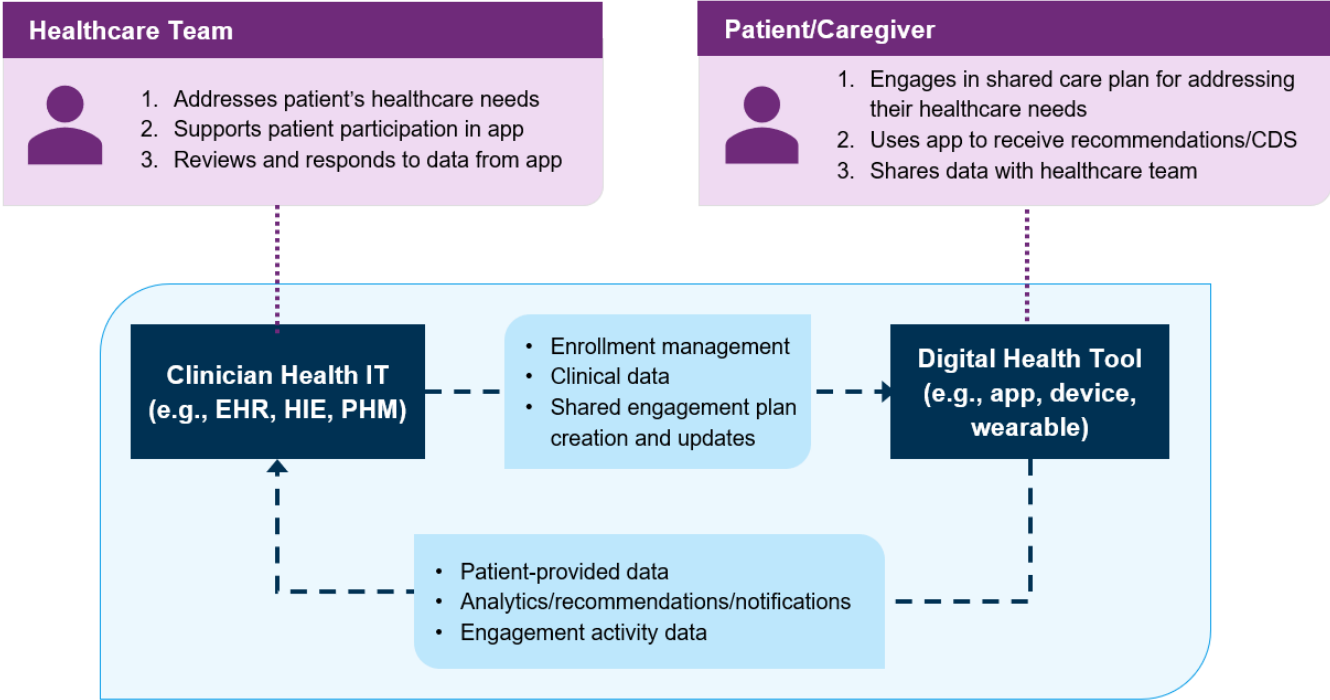 Healthcare Team
1. Addresses patient's healthcare needs
2. Supports patient participation in app
3. Reviews and responds to data from app
Patient/Caregiver
1. Engages in shared care plan for addressing
their healthcare needs
2. Uses app to receive recommendations/CDS
3. Shares data with healthcare team
Clinician Health IT
(e.g., EHR, HIE, PHM)
• Enrollment management
• Clinical data
• Shared engagement plan
creation and updates
Digital Health Tool
(e.g., app, device,
wearable)
• Patient-provided data
• Analytics/recommendations/notifications
• Engagement activity data